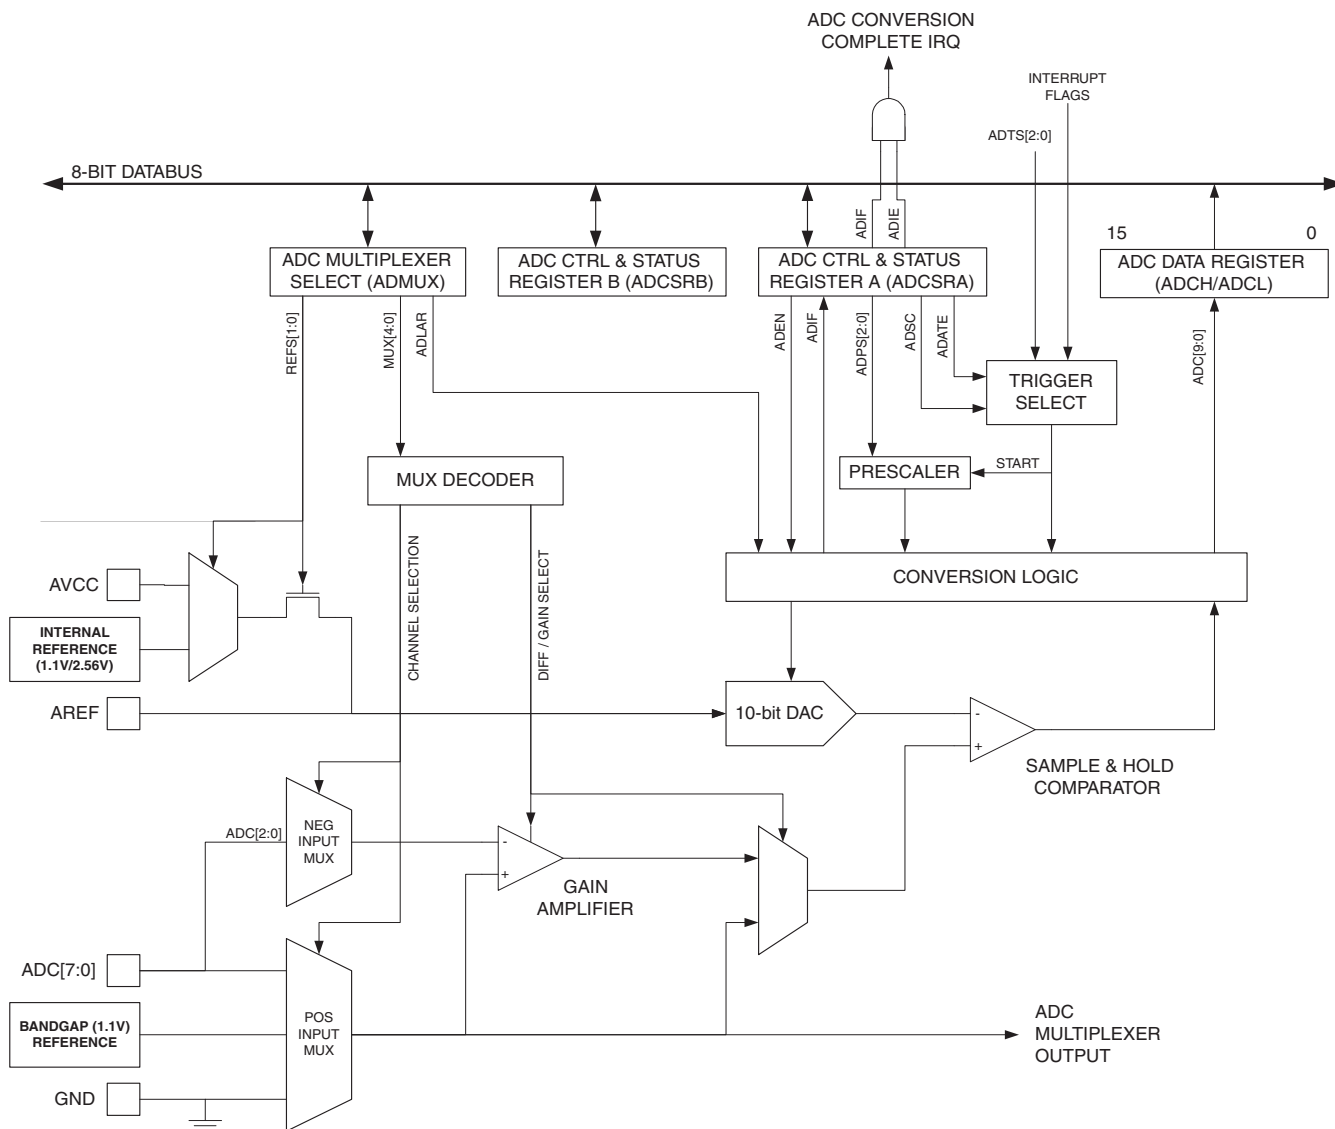 ADC CONVERSION
COMPLETE IRQ
INTERRUPT
FLAGS
ADTS[2:0]
8-BIT DATABUS
ADIF
ADIE
15
0
ADC MULTIPLEXER
SELECT (ADMUX)
ADC CTRL & STATUS
REGISTER B (ADCSRB)
ADC CTRL & STATUS
REGISTER A (ADCSRA)
ADC DATA REGISTER
(ADCH/ADCL)
REFS[1:0]
MUX[4:0]
ADLAR
ADEN
ADIF
ADPS[2:0]
ADSC
ADATE
ADC[9:0]
TRIGGER
SELECT
MUX DECODER
PRESCALER
START
CHANNEL SELECTION
DIFF / GAIN SELECT
CONVERSION LOGIC
AVCC
INTERNAL
REFERENCE
(1.1V/2.56V)
AREF
10-bit DAC
-
+
SAMPLE & HOLD
COMPARATOR
ADC[2:0]
NEG
INPUT
MUX
-
+
GAIN
AMPLIFIER
ADC[7:0]
BANDGAP (1.1V)
REFERENCE
POS
INPUT
MUX
ADC
MULTIPLEXER
OUTPUT
GND